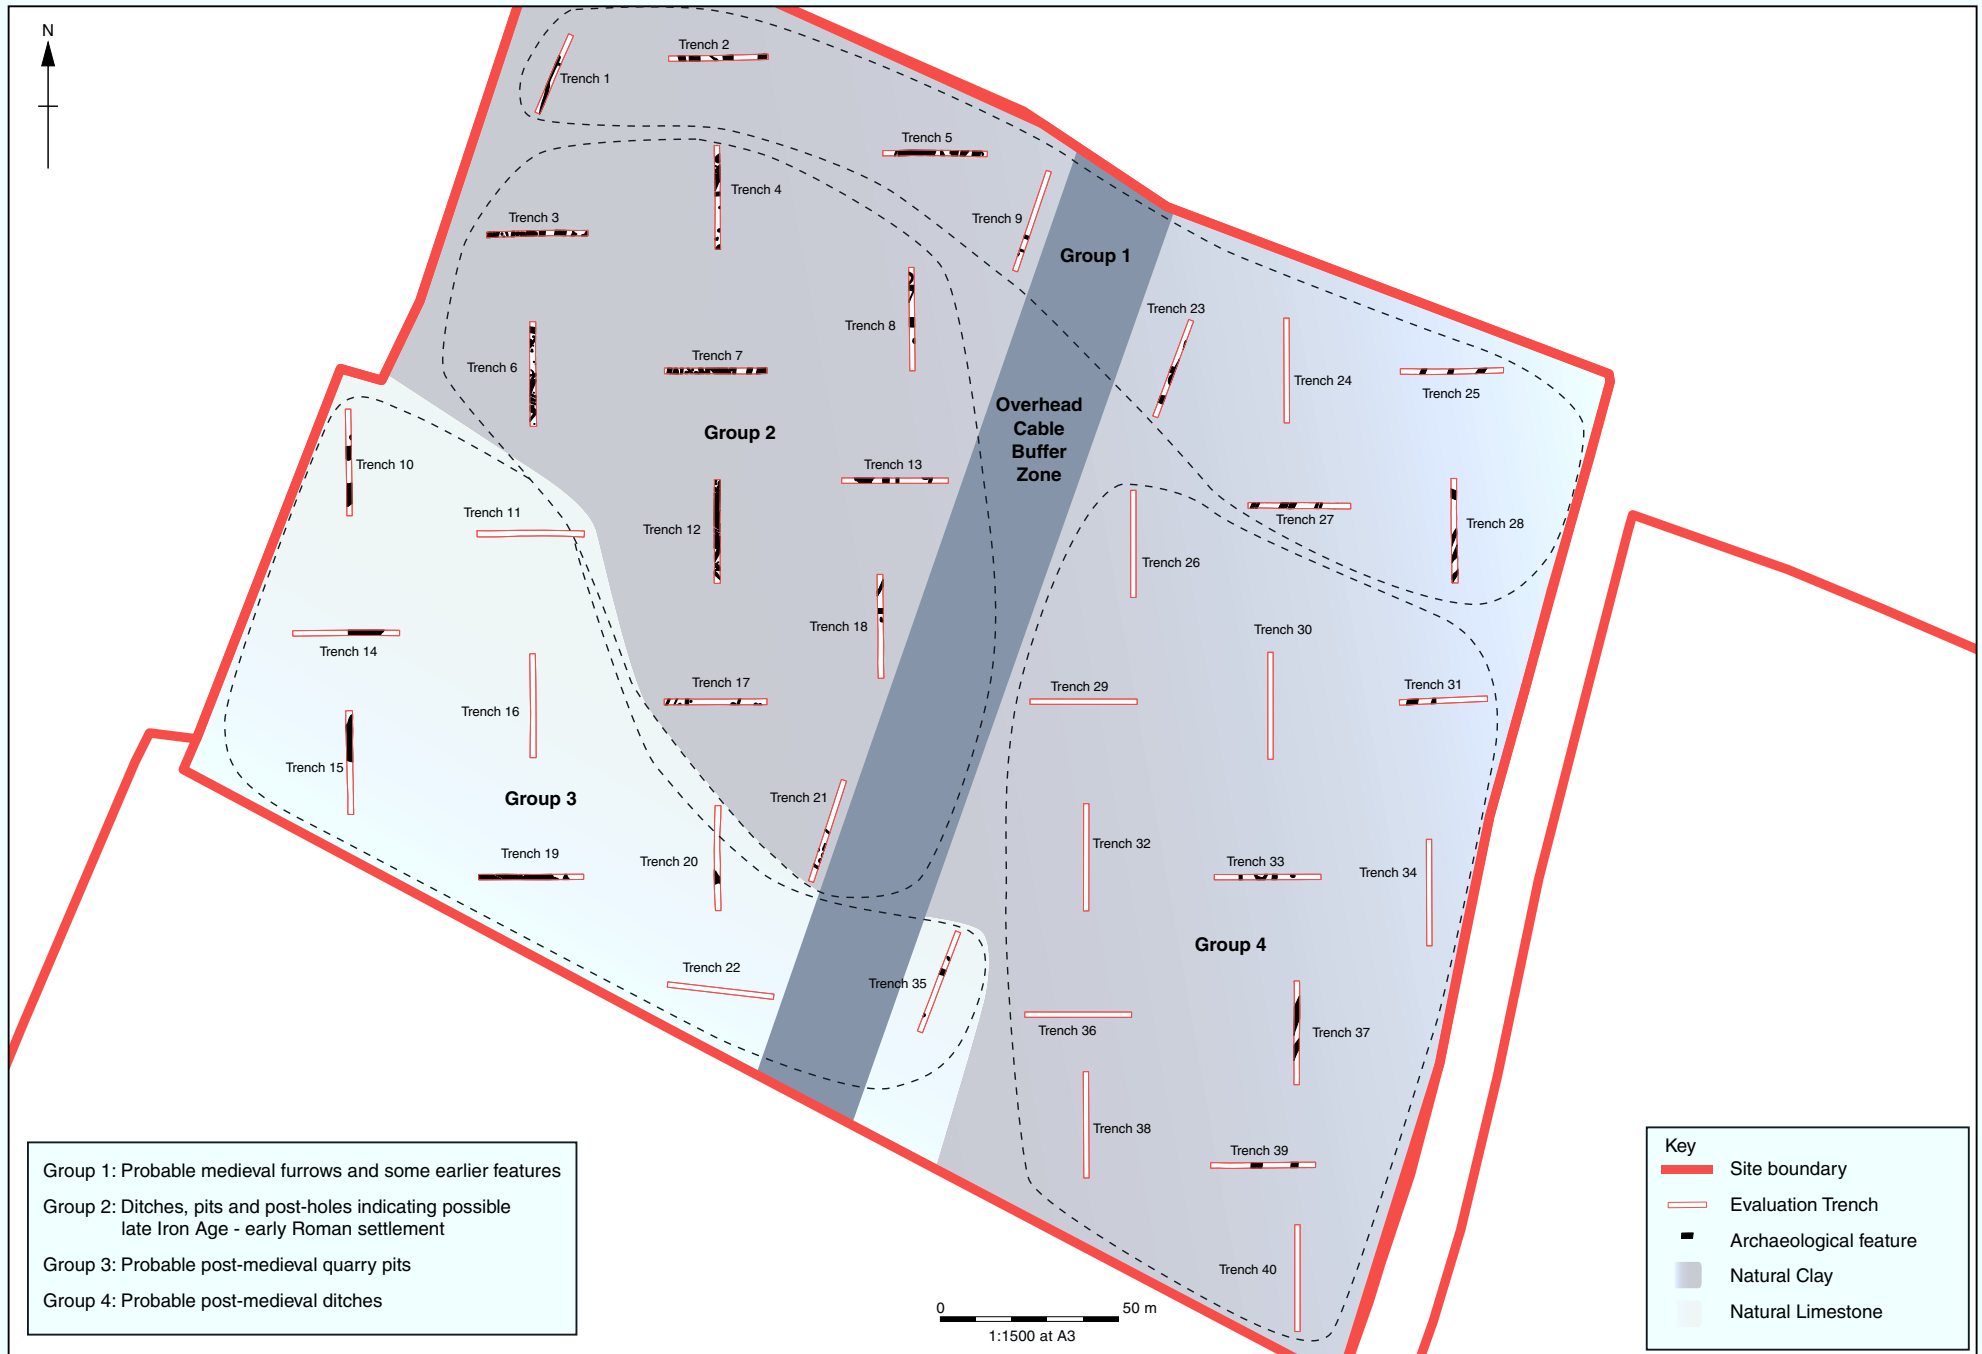 N
Trench 1
Trench 2
Trench 5
Trench 4
Trench 3
Trench 9
Group 1
Trench 8
Trench 23
Trench 7
Trench 6
Trench 24
Trench 25
Overhead
Cable
Buffer
Zone
Group 2
Trench 10
Trench 13
Trench 11
Trench 12
Trench 27
Trench 28
Trench 26
Trench 18
Trench 30
Trench 14
Trench 17
Trench 29
Trench 31
Trench 16
Trench 15
Group 3
Trench 21
Trench 19
Trench 20
Trench 32
Trench 33
Trench 34
Group 4
Trench 22
Trench 35
Trench 36
Trench 37
Trench 38
Trench 39
Trench 40
Group 1: Probable medieval furrows and some earlier features
Group 2: Ditches, pits and post-holes indicating possible
late Iron Age - early Roman settlement
Group 3: Probable post-medieval quarry pits
Group 4: Probable post-medieval ditches
0 50 m
1:1500 at A3
Key
Site boundary
Evaluation Trench
Archaeological feature
Natural Clay
Natural Limestone